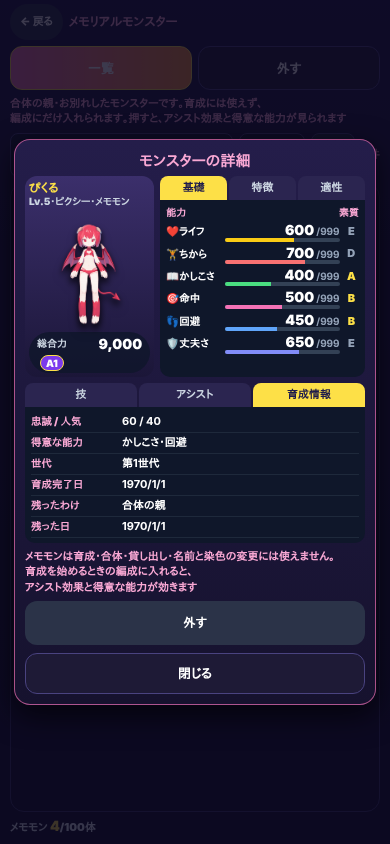 ← 戻る メモリアルモンスター
一覧 外す
合体の親・お別れしたモンスターです。育成には使えず、
編成にだけ入れられます。押すと、アシスト効果と得意な能力が見られます
モンスターの詳細
ぴくる
Lv.5・ピクシー・メモモン
総合力 9,000
A1
基礎 特徴 適性
能力 素質
❤️ライフ 600/999 E
🏋️ちから 700/999 D
📖かしこさ 400/999 A
🎯命中 500/999 B
👣回避 450/999 B
🛡️丈夫さ 650/999 E
技 アシスト 育成情報
忠誠 / 人気 60 / 40
得意な能力 かしこさ・回避
世代 第1世代
育成完了日 1970/1/1
残ったわけ 合体の親
残った日 1970/1/1
メモモンは育成・合体・貸し出し・名前と染色の変更には使えません。
育成を始めるときの編成に入れると、
アシスト効果と得意な能力が効きます
外す
閉じる
メモモン 4/100体